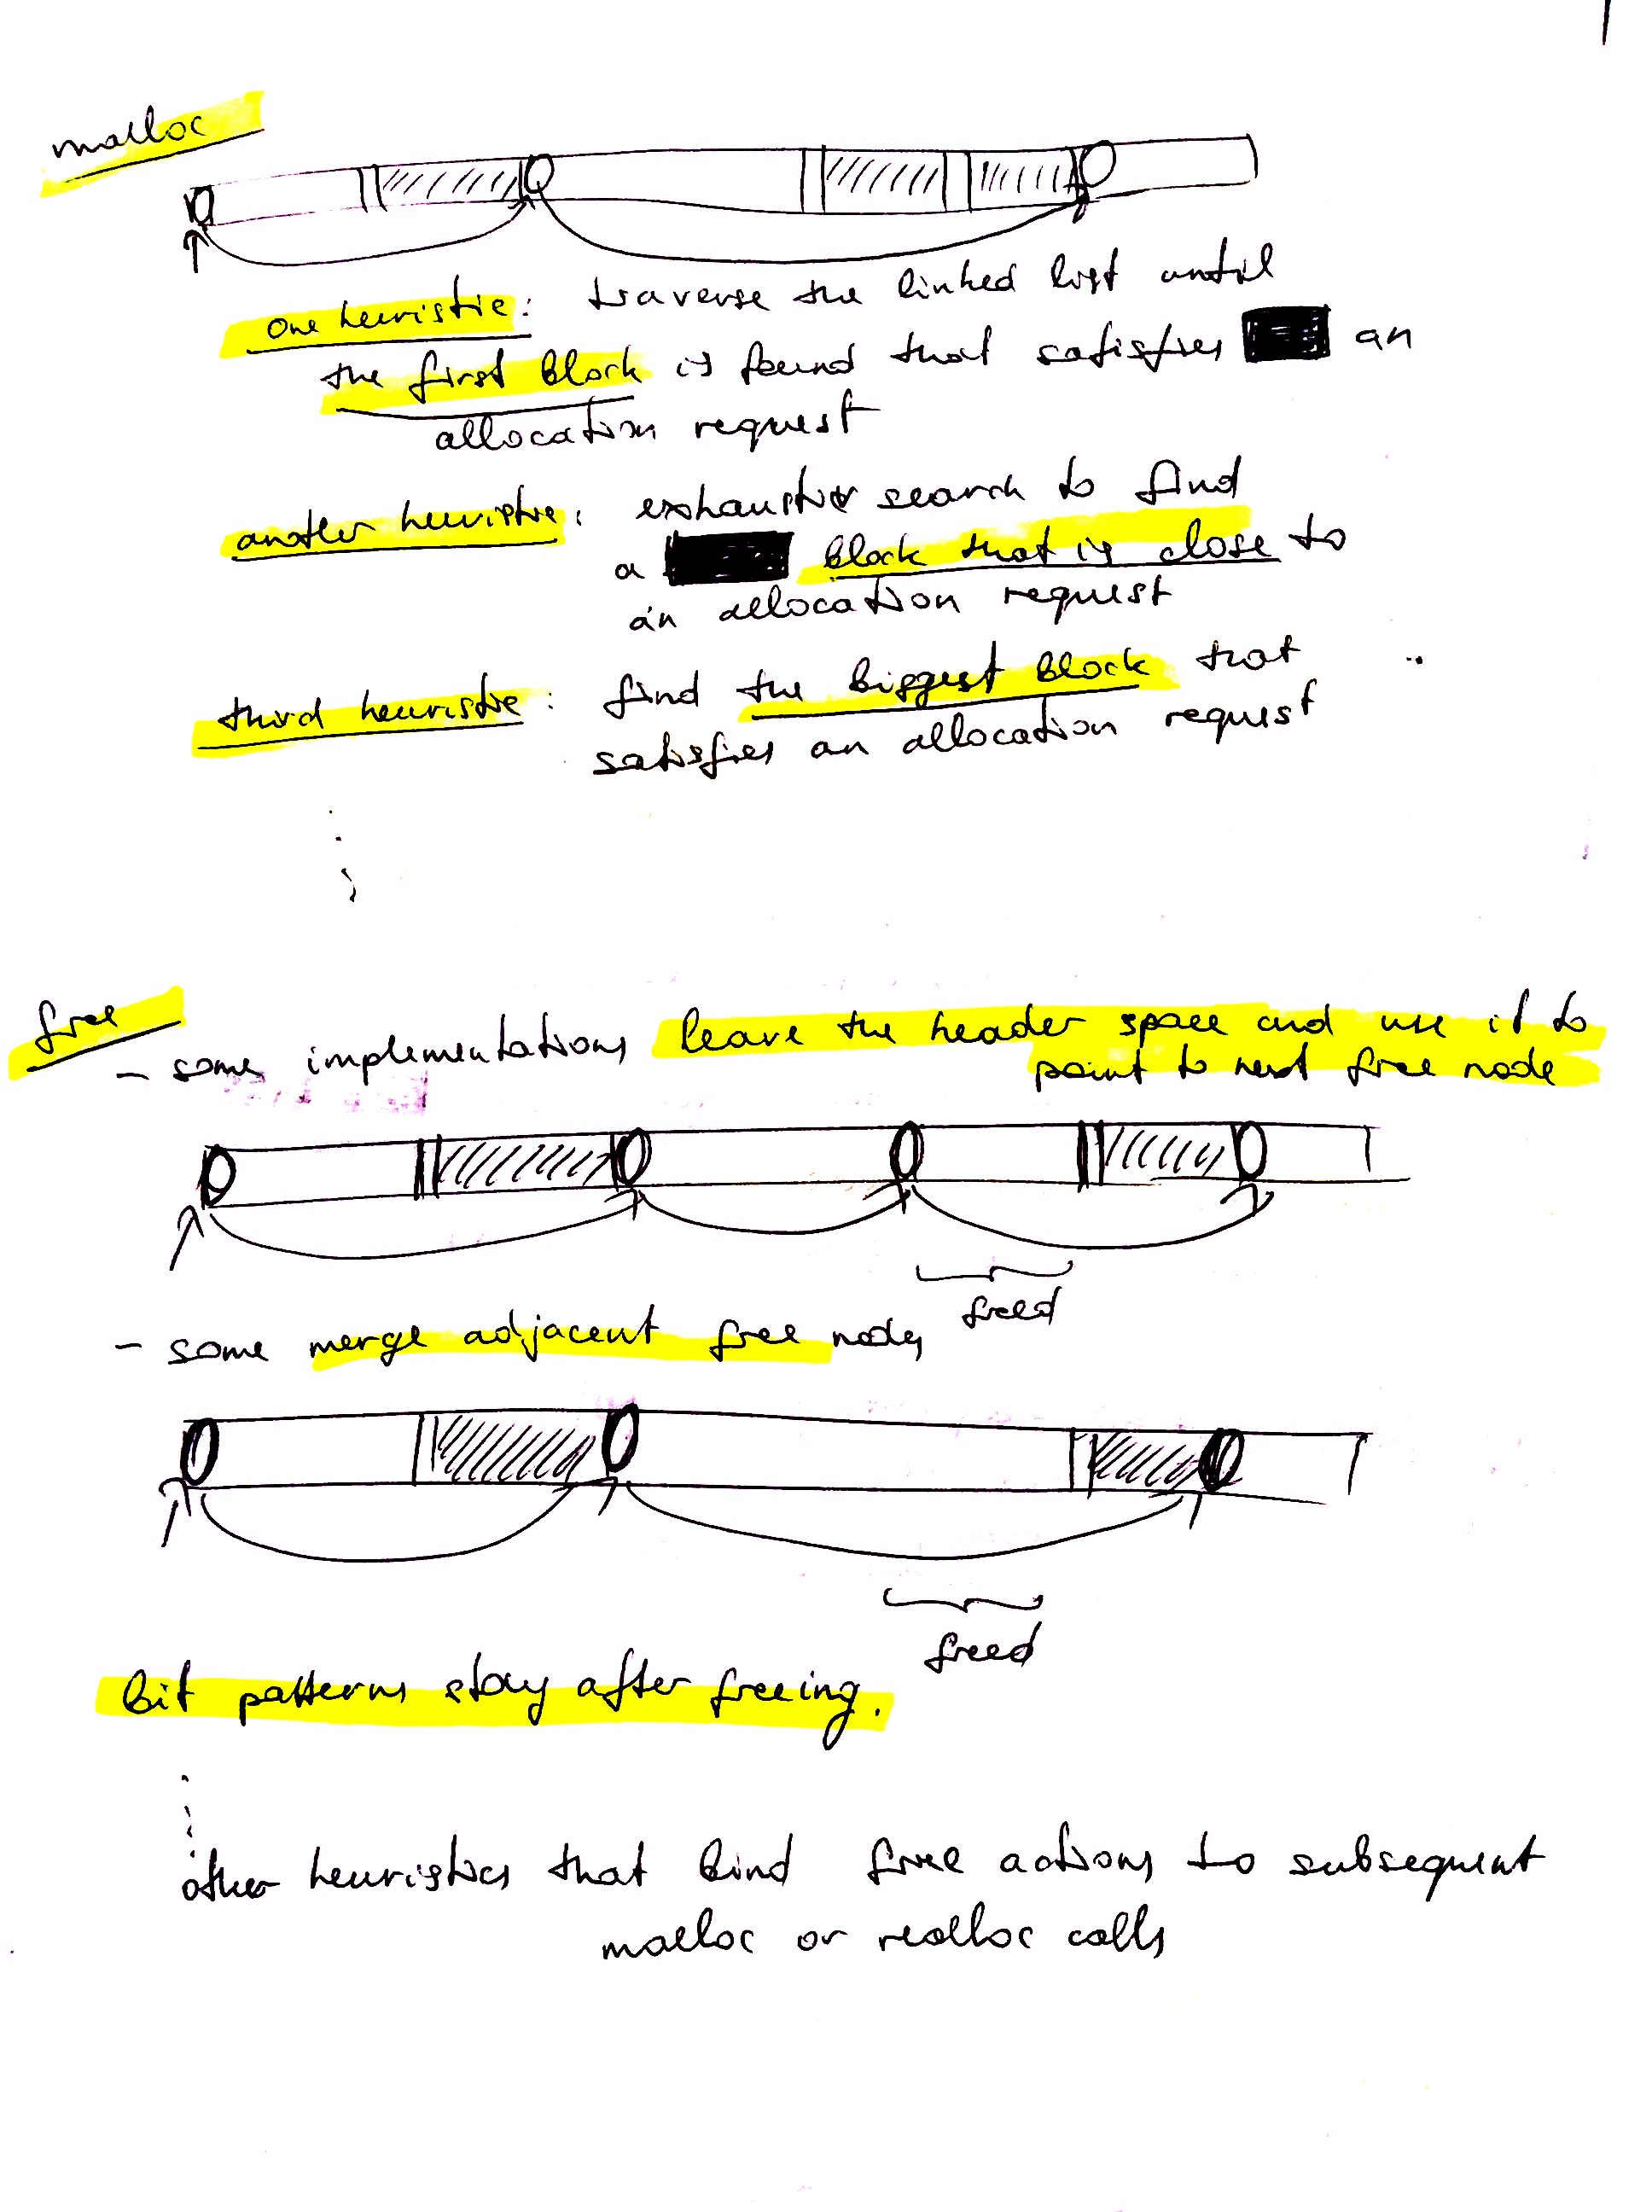 malloc
one heuristic: traverse the linked list until
the first block is found that satisfies an
allocation request
another heuristic: exhaustive search to find
a block that is close to
an allocation request
third heuristic: find the biggest block that
satisfies an allocation request
free
- some implementations leave the header space and use it to
point to next free node
freed
- some merge adjacent free nodes
freed
Bit patterns stay after freeing.
other heuristics that bind free actions to subsequent
malloc or realloc calls